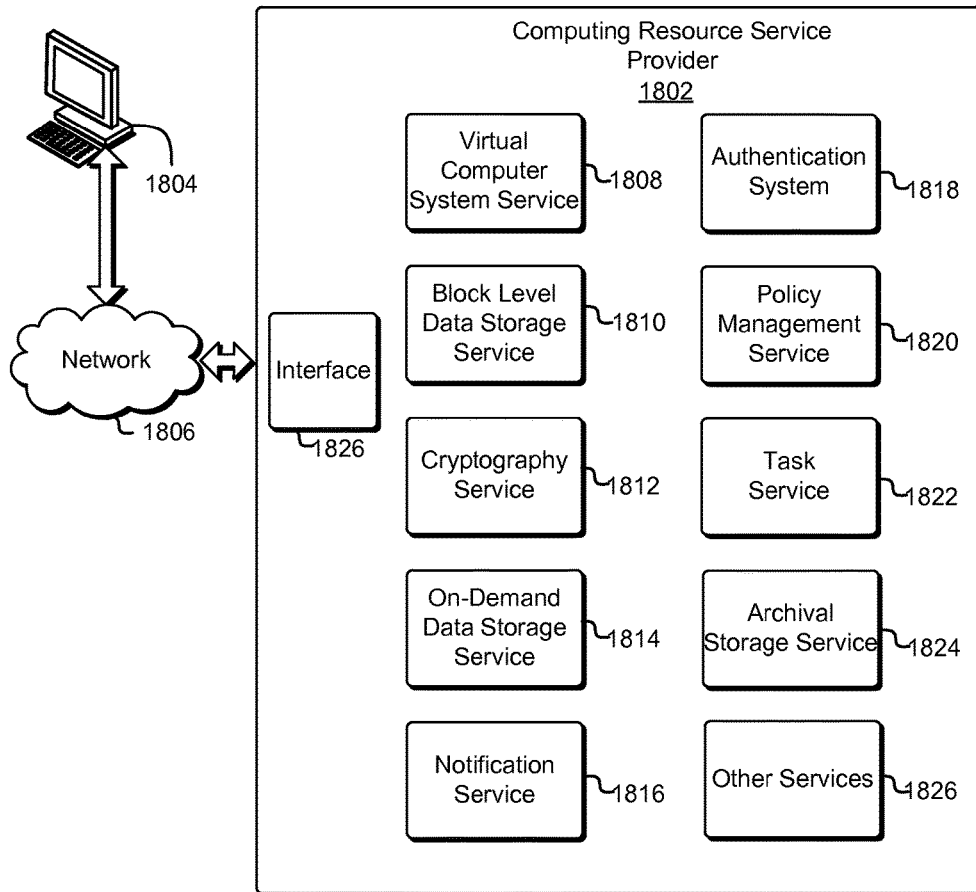 Computing Resource Service
Provider
1802
1804
Network
1806
Interface
1826
Virtual
Computer
System Service
1808
Authentication
System
1818
Block Level
Data Storage
Service
1810
Policy
Management
Service
1820
Cryptography
Service
1812
Task
Service
1822
On-Demand
Data Storage
Service
1814
Archival
Storage Service
1824
Notification
Service
1816
Other Services
1826